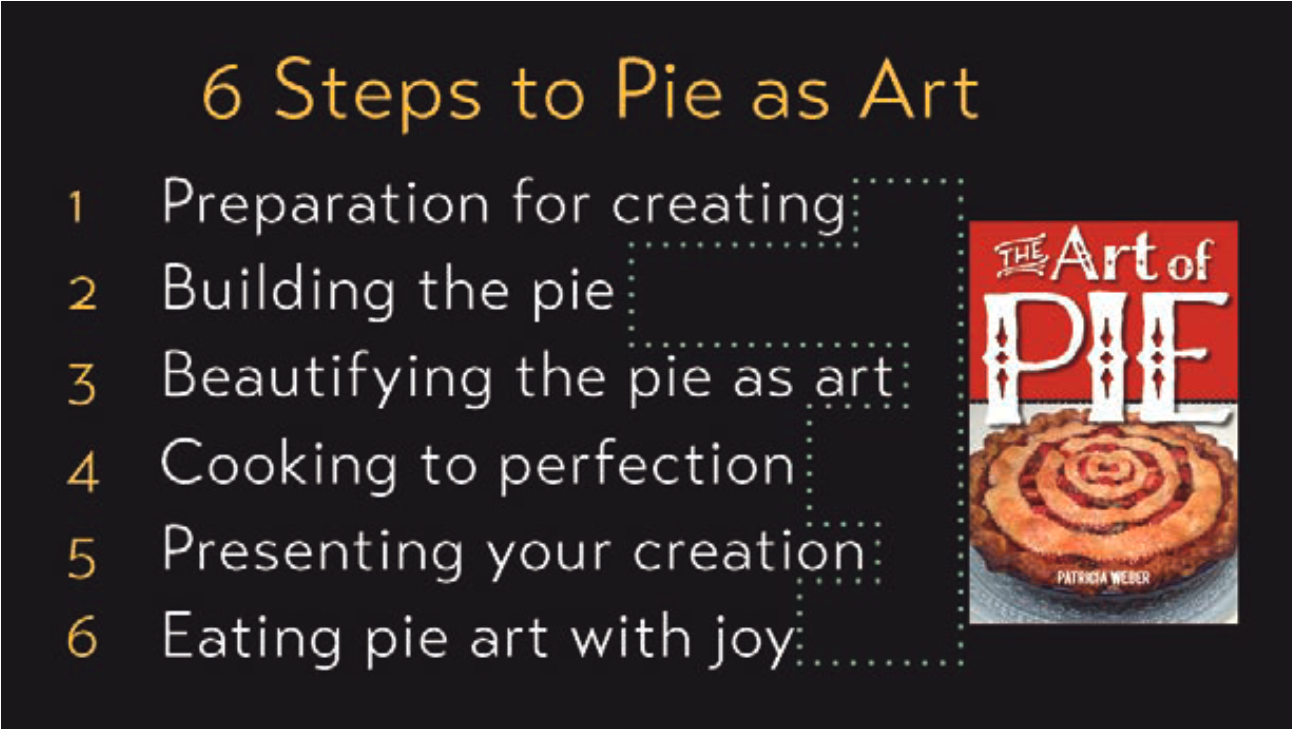 6 Steps to Pie as Art
1 Preparation for creating
2 Building the pie
3 Beautifying the pie as art
4 Cooking to perfection
5 Presenting your creation
6 Eating pie art with joy
THE Art of
PIE
PATRICIA WEBER